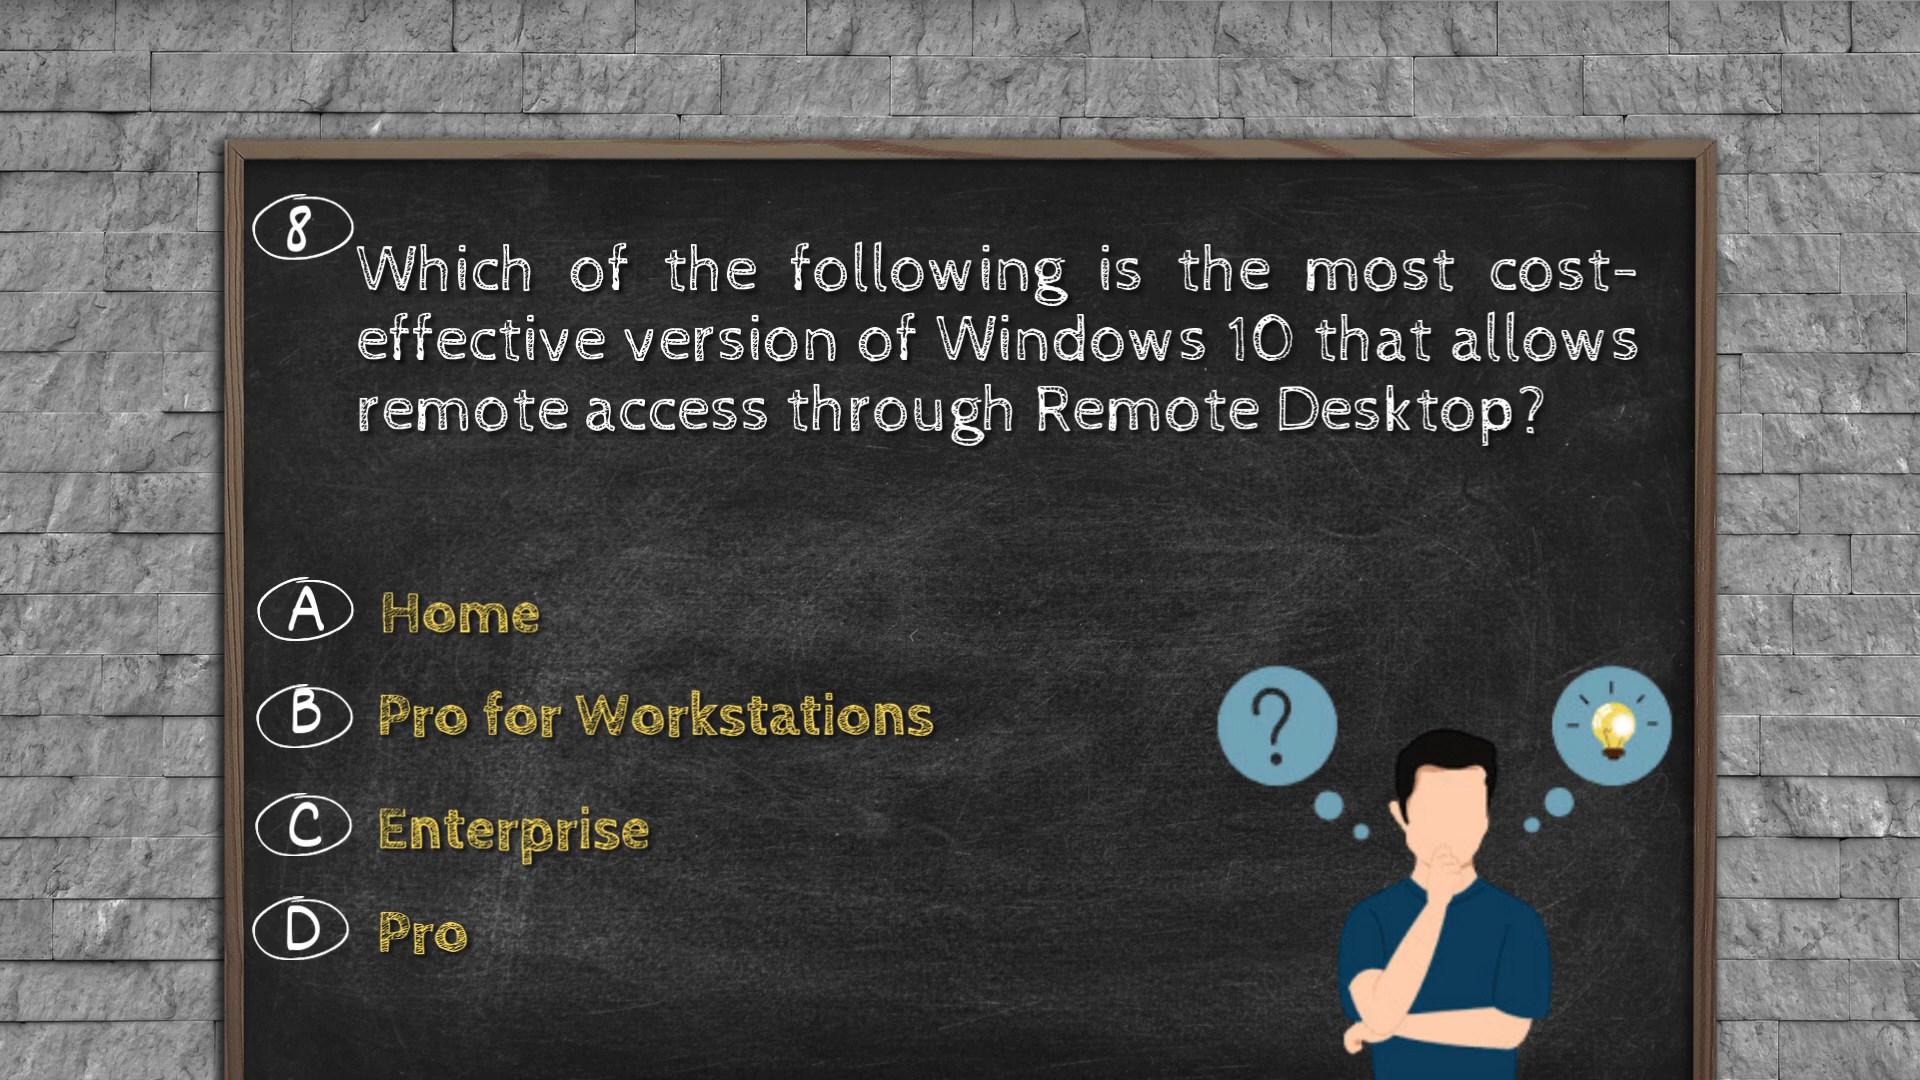 8
Which of the following is the most cost-
effective version of Windows 10 that allows
remote access through Remote Desktop?
A Home
B Pro for Workstations
C Enterprise
D Pro